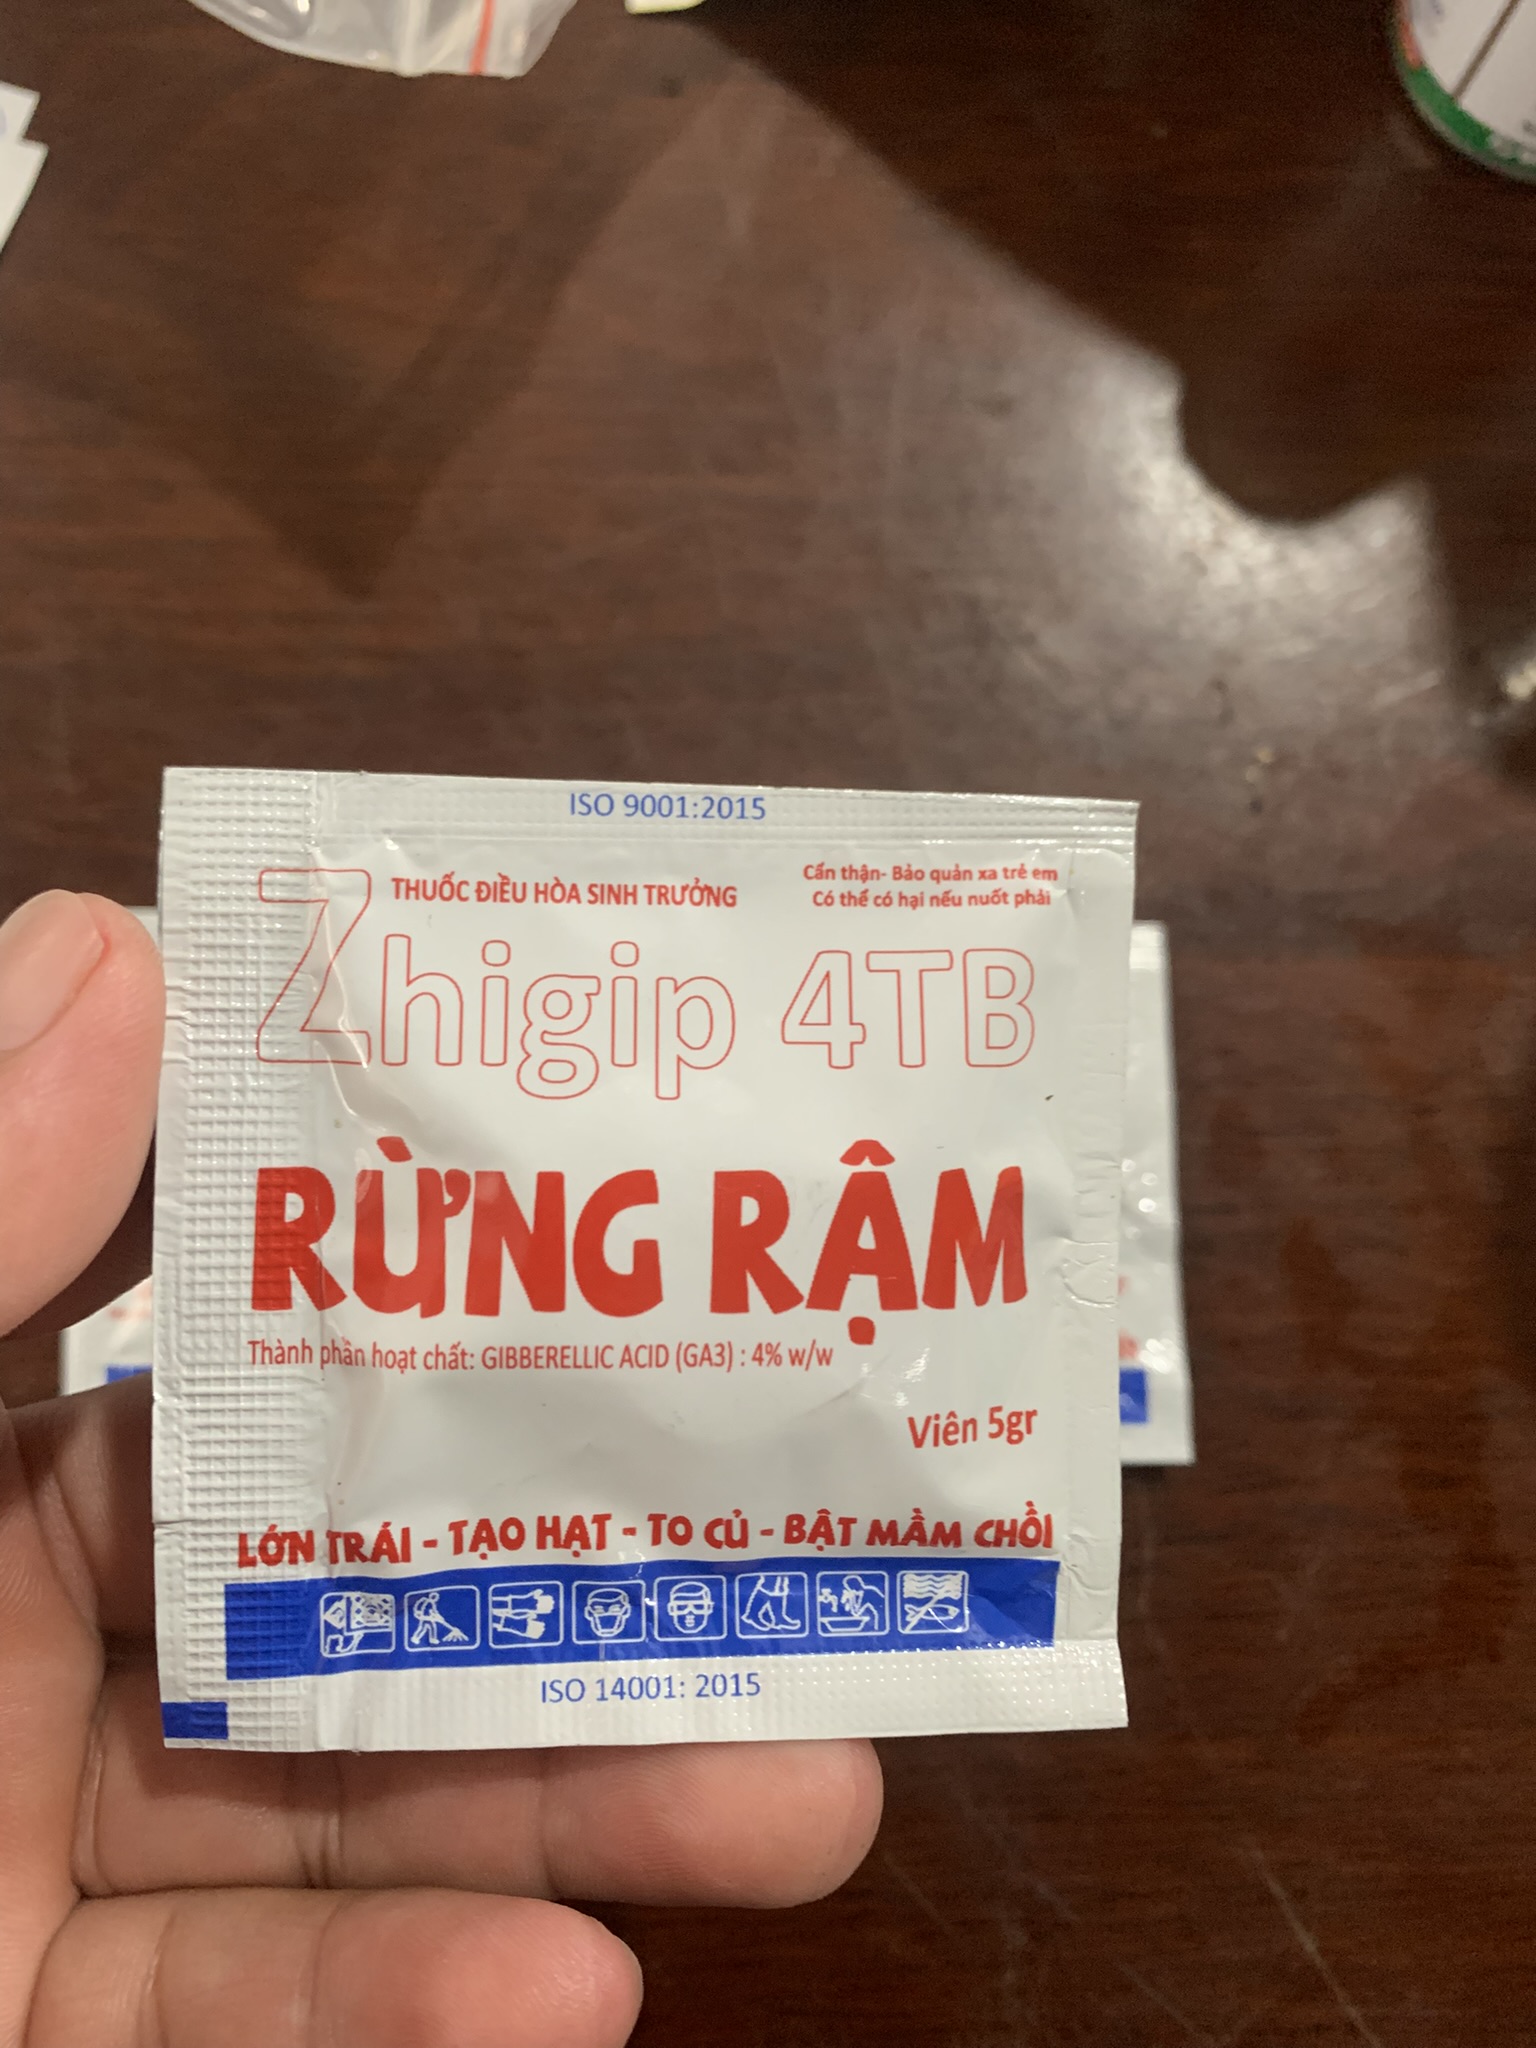 ISO 9001:2015
THUỐC ĐIỀU HÒA SINH TRƯỞNG
Cẩn thận- Bảo quản xa trẻ em
Có thể có hại nếu nuốt phải
Zhigip 4TB
RỪNG RẬM
Thành phần hoạt chất: GIBBERELLIC ACID (GA3) : 4% w/w
Viên 5gr
LỚN TRÁI - TẠO HẠT - TO CỦ - BẬT MẦM CHỒI
ISO 14001: 2015